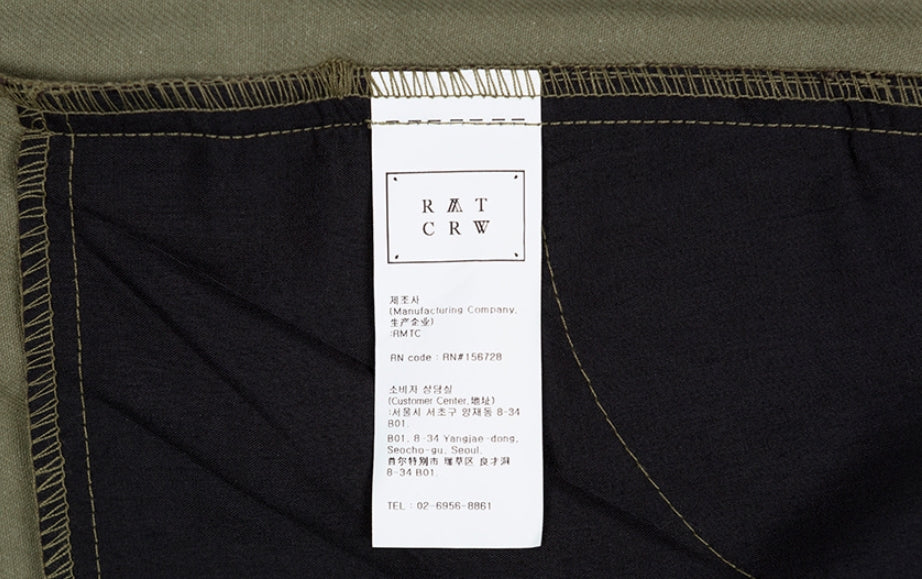 R M T
C R W
제조사
(Manufacturing Company,
生产企业)
:RMTC
RN code : RN#156728
소비자 상담실
(Customer Center,地址)
:서울시 서초구 양재동 8-34
B01.
B01, 8-34 Yangjae-dong,
Seocho-gu, Seoul.
首尔特别市 瑞草区 良才洞
8-34 B01.
TEL : 02-6956-8861